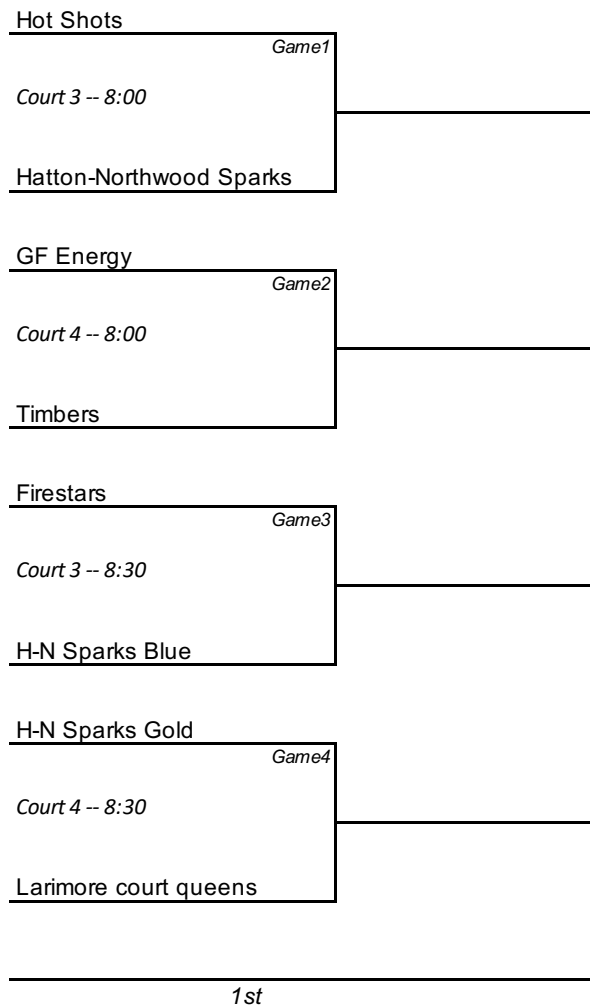 Hot Shots
Game1
Court 3 -- 8:00
Hatton-Northwood Sparks
GF Energy
Game2
Court 4 -- 8:00
Timbers
Firestars
Game3
Court 3 -- 8:30
H-N Sparks Blue
H-N Sparks Gold
Game4
Court 4 -- 8:30
Larimore court queens
1st